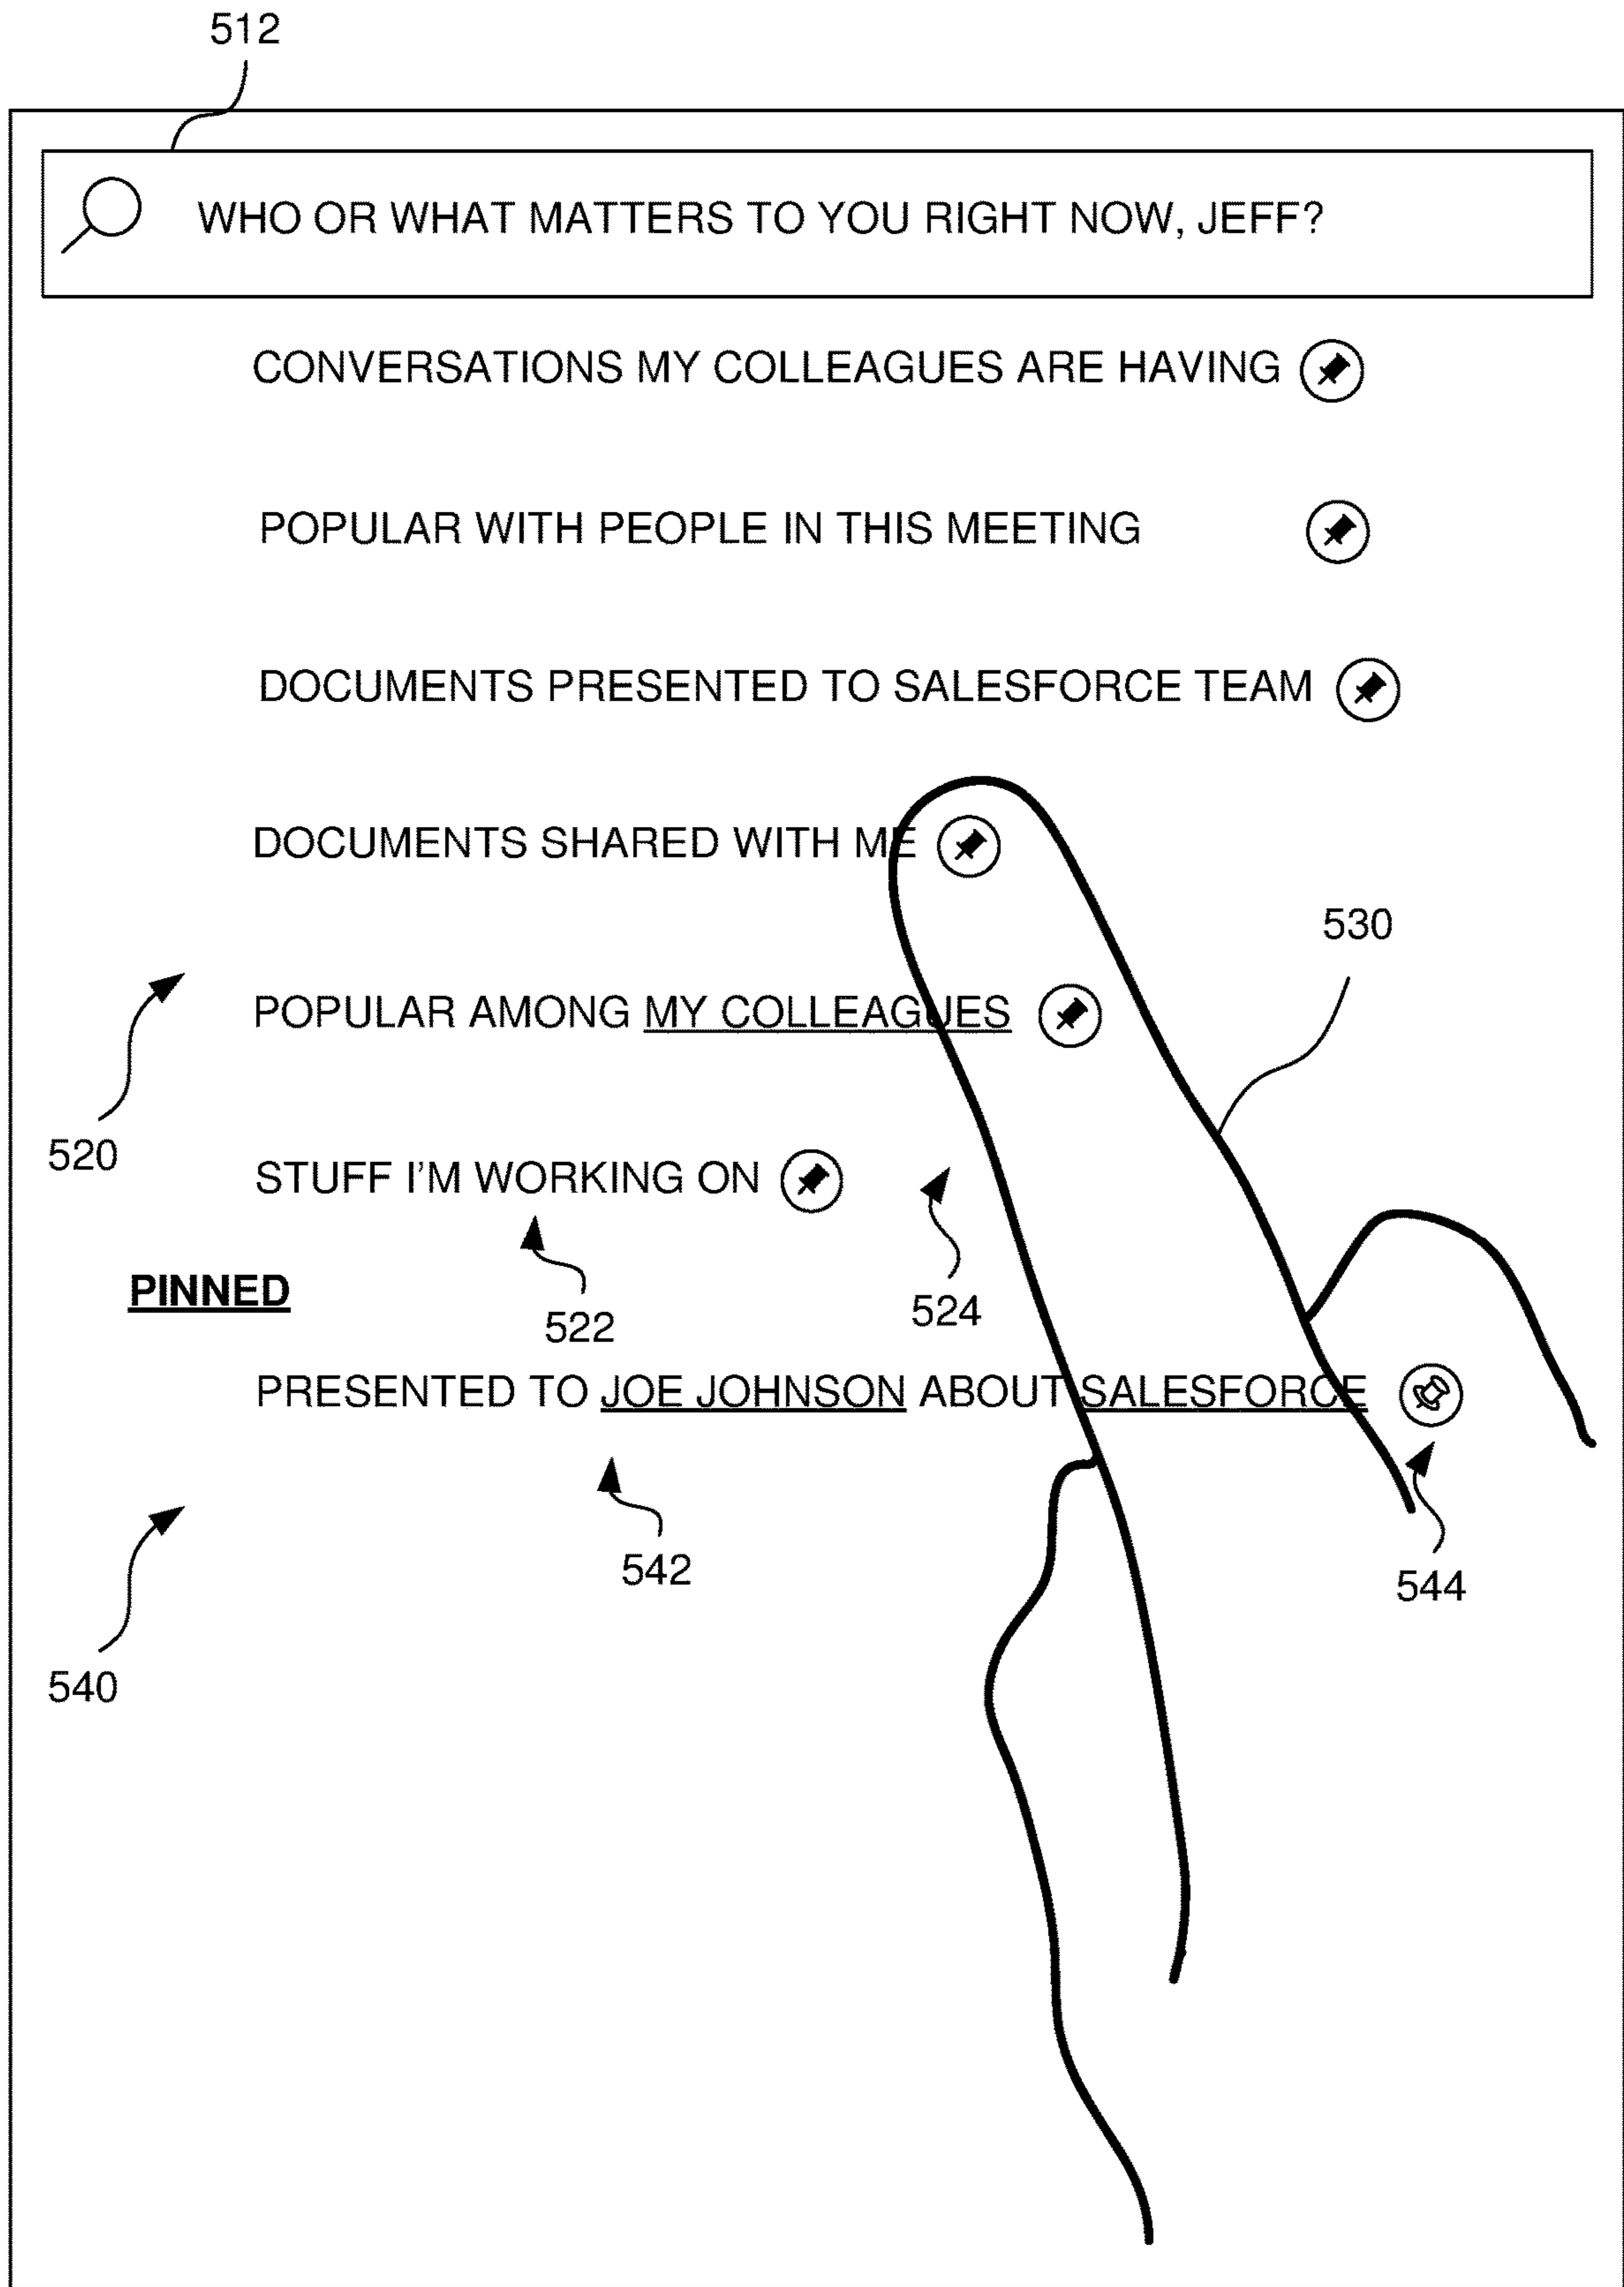 512
WHO OR WHAT MATTERS TO YOU RIGHT NOW, JEFF?
CONVERSATIONS MY COLLEAGUES ARE HAVING
POPULAR WITH PEOPLE IN THIS MEETING
DOCUMENTS PRESENTED TO SALESFORCE TEAM
DOCUMENTS SHARED WITH ME
530
POPULAR AMONG MY COLLEAGUES
520
STUFF I'M WORKING ON
PINNED
522
524
PRESENTED TO JOE JOHNSON ABOUT SALESFORCE
542
544
540